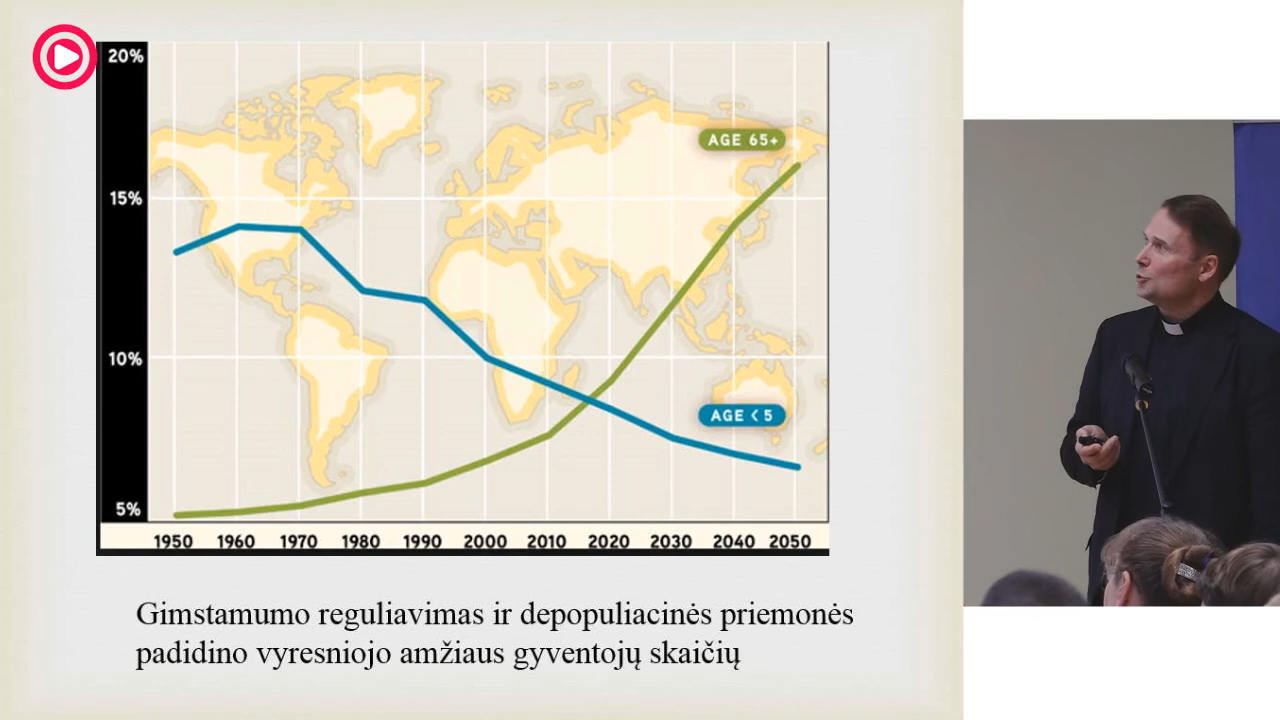 20%
AGE 65+
15%
10%
AGE < 5
5%
1950 1960 1970 1980 1990 2000 2010 2020 2030 2040 2050
Gimstamumo reguliavimas ir depopuliacinės priemonės
padidino vyresniojo amžiaus gyventojų skaičių